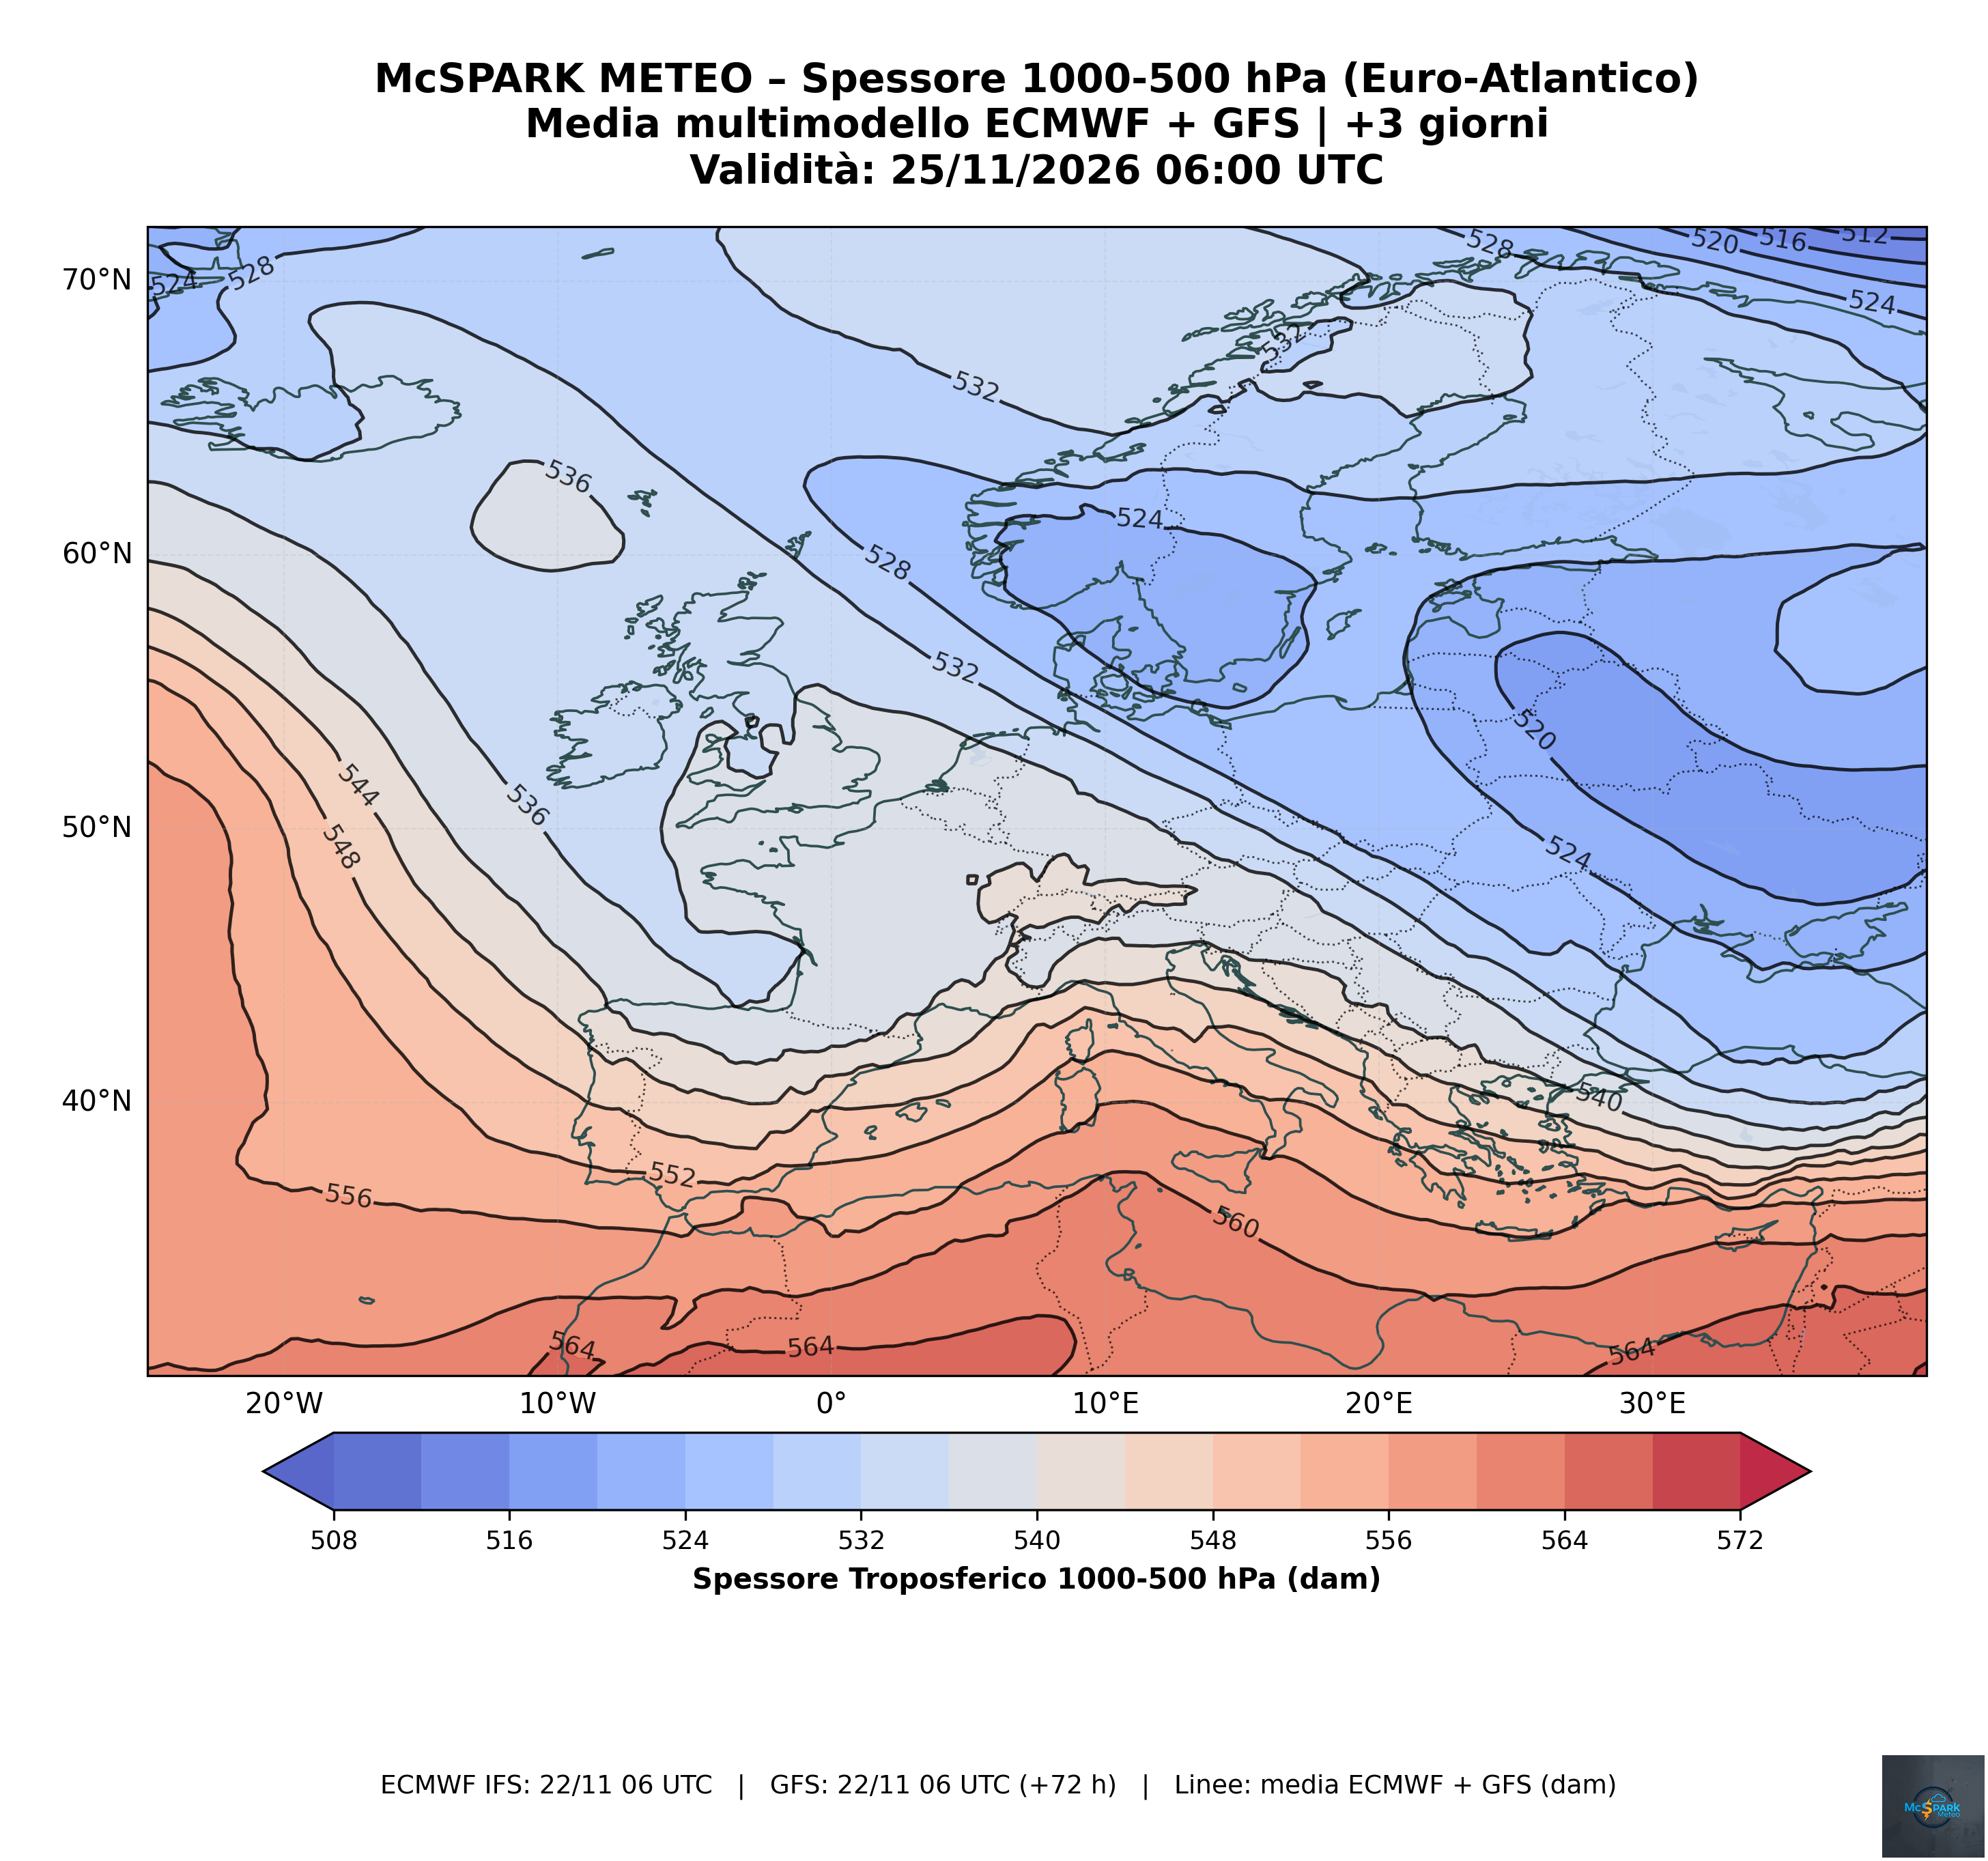 McSPARK METEO – Spessore 1000-500 hPa (Euro-Atlantico)
Media multimodello ECMWF + GFS | +3 giorni
Validità: 25/11/2026 06:00 UTC
528 520 516 512
524 528 524
70°N
532 532
536
524
60°N
528
532
520
544 536
548
50°N
524
540
40°N
552
556
560
564 564 564
20°W 10°W 0° 10°E 20°E 30°E
508 516 524 532 540 548 556 564 572
Spessore Troposferico 1000-500 hPa (dam)
ECMWF IFS: 22/11 06 UTC | GFS: 22/11 06 UTC (+72 h) | Linee: media ECMWF + GFS (dam)
McSPARK
Meteo